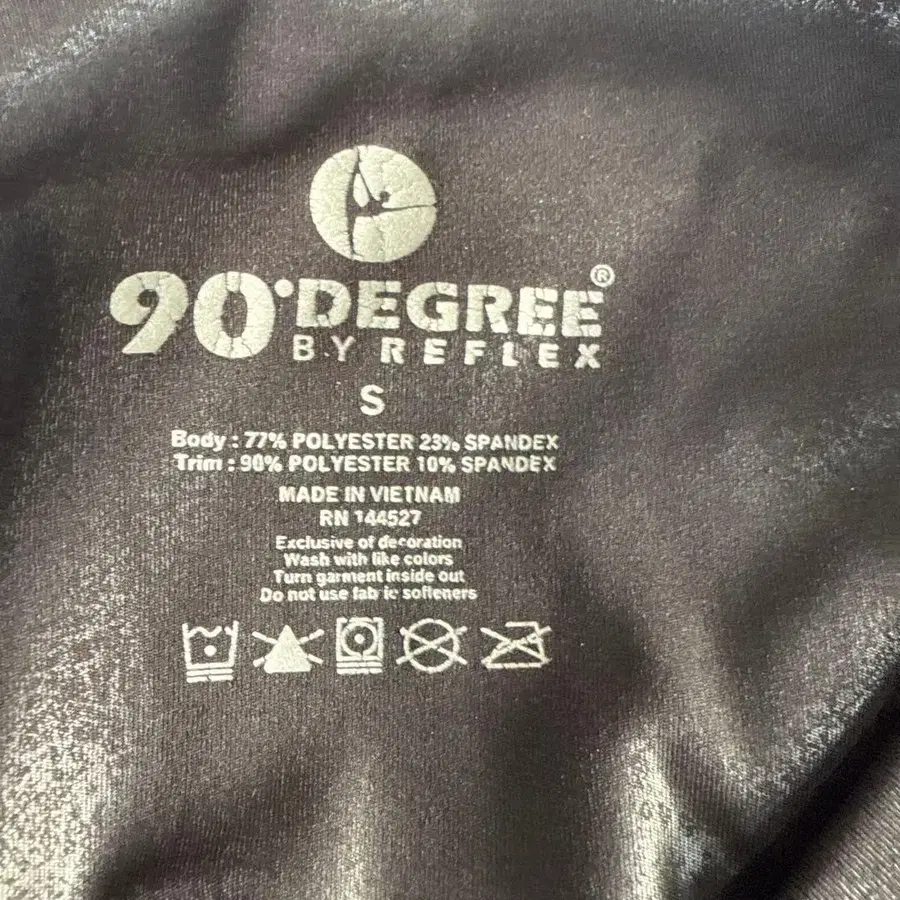 90°DEGREE®
BY REFLEX
S
Body : 77% POLYESTER 23% SPANDEX
Trim : 90% POLYESTER 10% SPANDEX
MADE IN VIETNAM
RN 144527
Exclusive of decoration
Wash with like colors
Turn garment inside out
Do not use fabric softeners